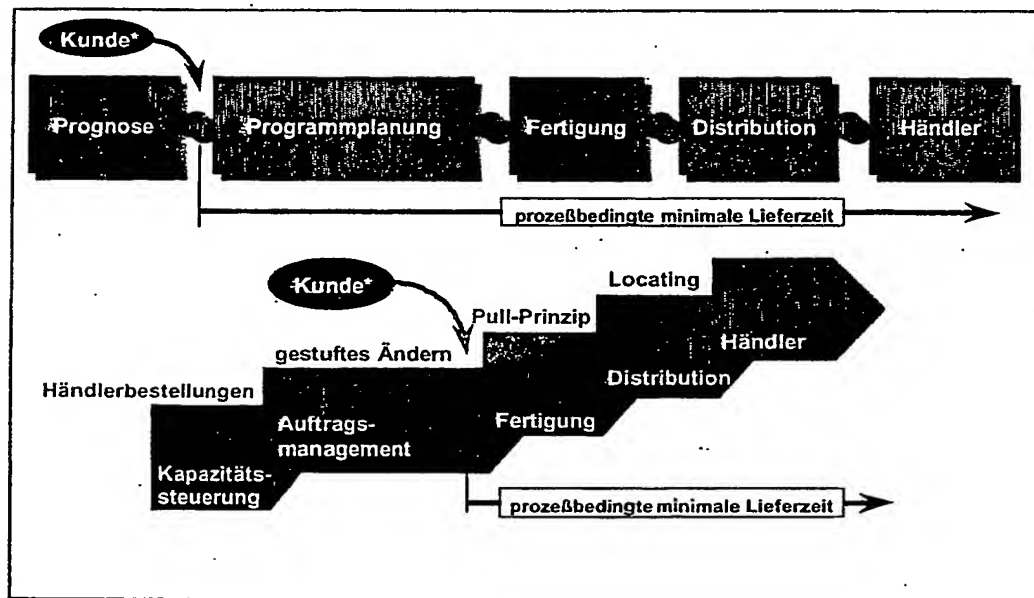 Kunde*
Prognose
Programmplanung
Fertigung
Distribution
Händler
prozeßbedingte minimale Lieferzeit
Kunde*
Locating
Pull-Prinzip
gestuftes Ändern
Händlerbestellungen
Händler
Distribution
Fertigung
Auftrags-
management
Kapazitäts-
steuerung
prozeßbedingte minimale Lieferzeit